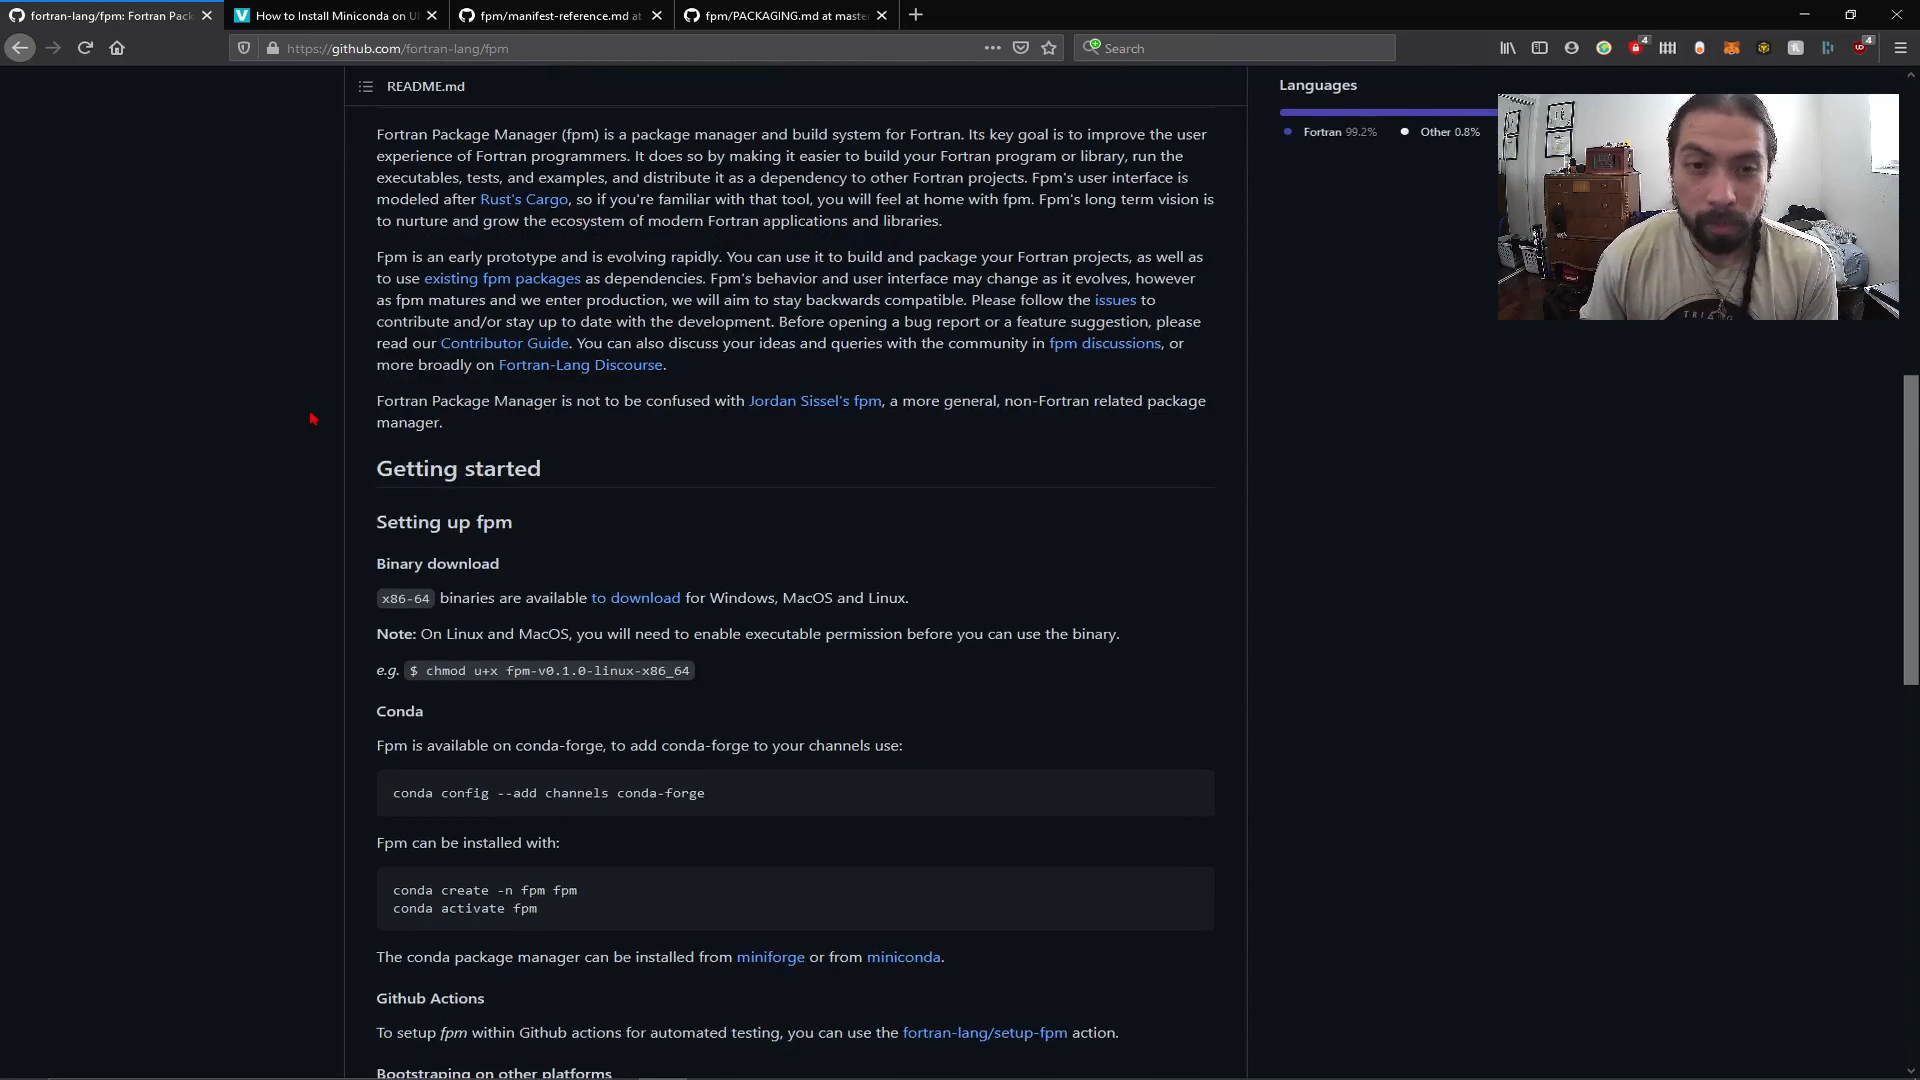 fortran-lang/fpm: Fortran Pack
How to Install Miniconda on U
fpm/manifest-reference.md at
fpm/PACKAGING.md at maste
https://github.com/fortran-lang/fpm
Search
4
4
README.md
Fortran Package Manager (fpm) is a package manager and build system for Fortran. Its key goal is to improve the user
experience of Fortran programmers. It does so by making it easier to build your Fortran program or library, run the
executables, tests, and examples, and distribute it as a dependency to other Fortran projects. Fpm's user interface is
modeled after Rust's Cargo, so if you're familiar with that tool, you will feel at home with fpm. Fpm's long term vision is
to nurture and grow the ecosystem of modern Fortran applications and libraries.
Fpm is an early prototype and is evolving rapidly. You can use it to build and package your Fortran projects, as well as
to use existing fpm packages as dependencies. Fpm's behavior and user interface may change as it evolves, however
as fpm matures and we enter production, we will aim to stay backwards compatible. Please follow the issues to
contribute and/or stay up to date with the development. Before opening a bug report or a feature suggestion, please
read our Contributor Guide. You can also discuss your ideas and queries with the community in fpm discussions, or
more broadly on Fortran-Lang Discourse.
Fortran Package Manager is not to be confused with Jordan Sissel's fpm, a more general, non-Fortran related package
manager.
Getting started
Setting up fpm
Binary download
x86-64 binaries are available to download for Windows, MacOS and Linux.
Note: On Linux and MacOS, you will need to enable executable permission before you can use the binary.
e.g. $ chmod u+x fpm-v0.1.0-linux-x86_64
Conda
Fpm is available on conda-forge, to add conda-forge to your channels use:
conda config --add channels conda-forge
Fpm can be installed with:
conda create -n fpm fpm
conda activate fpm
The conda package manager can be installed from miniforge or from miniconda.
Github Actions
To setup fpm within Github actions for automated testing, you can use the fortran-lang/setup-fpm action.
Bootstraping on other platforms
Languages
Fortran 99.2% Other 0.8%